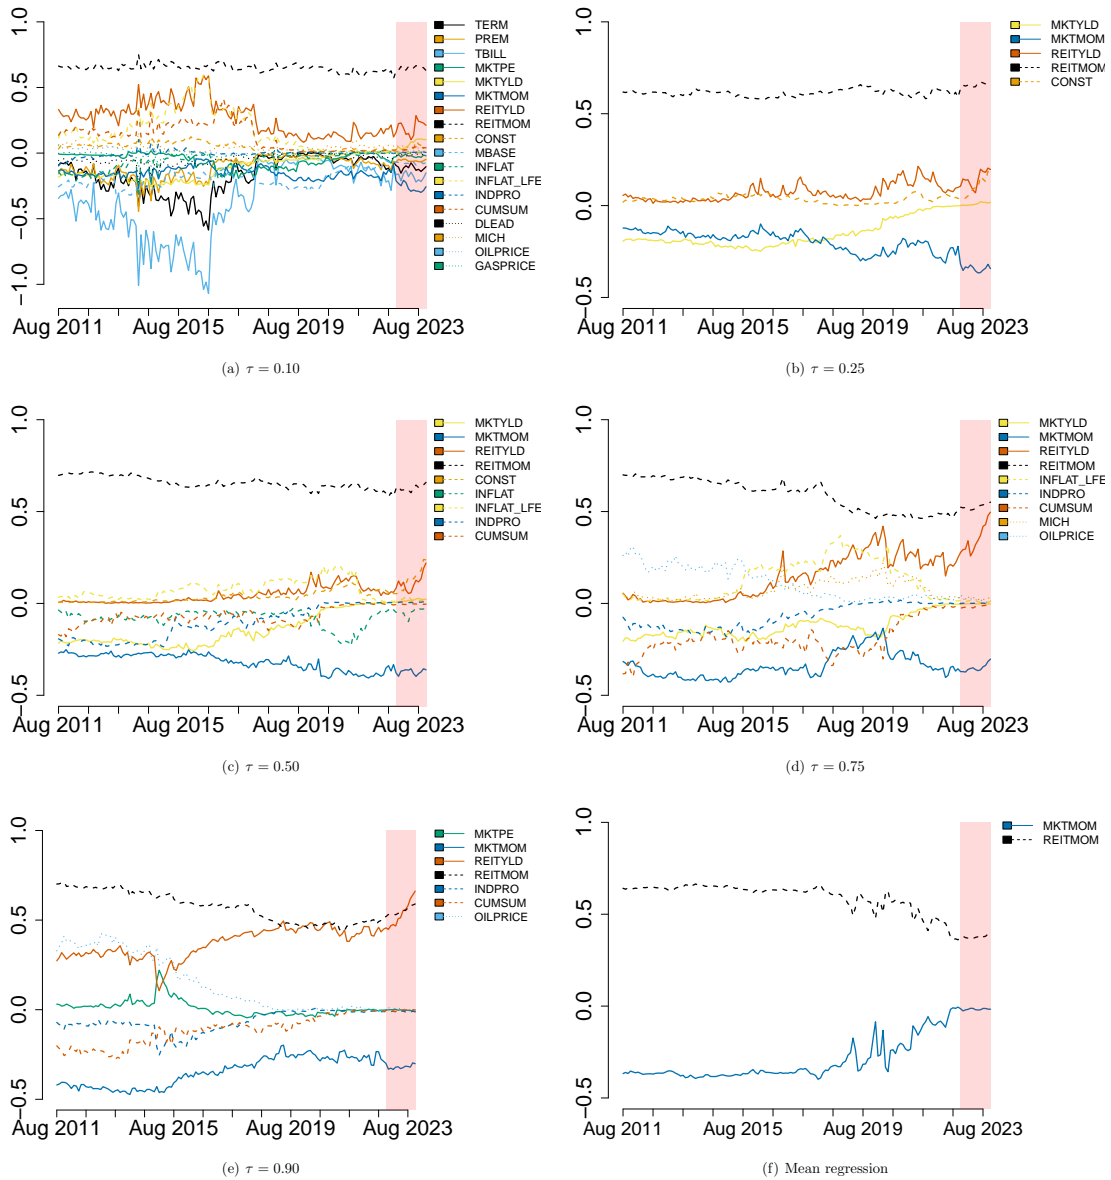 1.0
0.5
0.0
−0.5
−1.0
Aug 2011
Aug 2015
Aug 2019
Aug 2023
TERM
PREM
TBILL
MKTPE
MKTYLD
MKTMOM
REITYLD
REITMOM
CONST
MBASE
INFLAT
INFLAT_LFE
INDPRO
CUMSUM
DLEAD
MICH
OILPRICE
GASPRICE
(a) τ = 0.10
1.0
0.5
0.0
−0.5
Aug 2011
Aug 2015
Aug 2019
Aug 2023
MKTYLD
MKTMOM
REITYLD
REITMOM
CONST
(b) τ = 0.25
1.0
0.5
0.0
−0.5
Aug 2011
Aug 2015
Aug 2019
Aug 2023
MKTYLD
MKTMOM
REITYLD
REITMOM
CONST
INFLAT
INFLAT_LFE
INDPRO
CUMSUM
(c) τ = 0.50
1.0
0.5
0.0
−0.5
Aug 2011
Aug 2015
Aug 2019
Aug 2023
MKTYLD
MKTMOM
REITYLD
REITMOM
INFLAT_LFE
INDPRO
CUMSUM
MICH
OILPRICE
(d) τ = 0.75
1.0
0.5
0.0
−0.5
Aug 2011
Aug 2015
Aug 2019
Aug 2023
MKTPE
MKTMOM
REITYLD
REITMOM
INDPRO
CUMSUM
OILPRICE
(e) τ = 0.90
1.0
0.5
0.0
−0.5
Aug 2011
Aug 2015
Aug 2019
Aug 2023
MKTMOM
REITMOM
(f) Mean regression